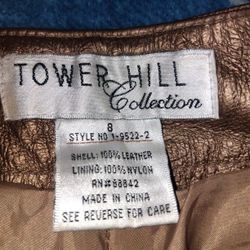 TOWER HILL
Collection
8
STYLE NO 1-9522-2
SHELL: 100% LEATHER
LINING: 100% NYLON
RN# 88842
MADE IN CHINA
SEE REVERSE FOR CARE